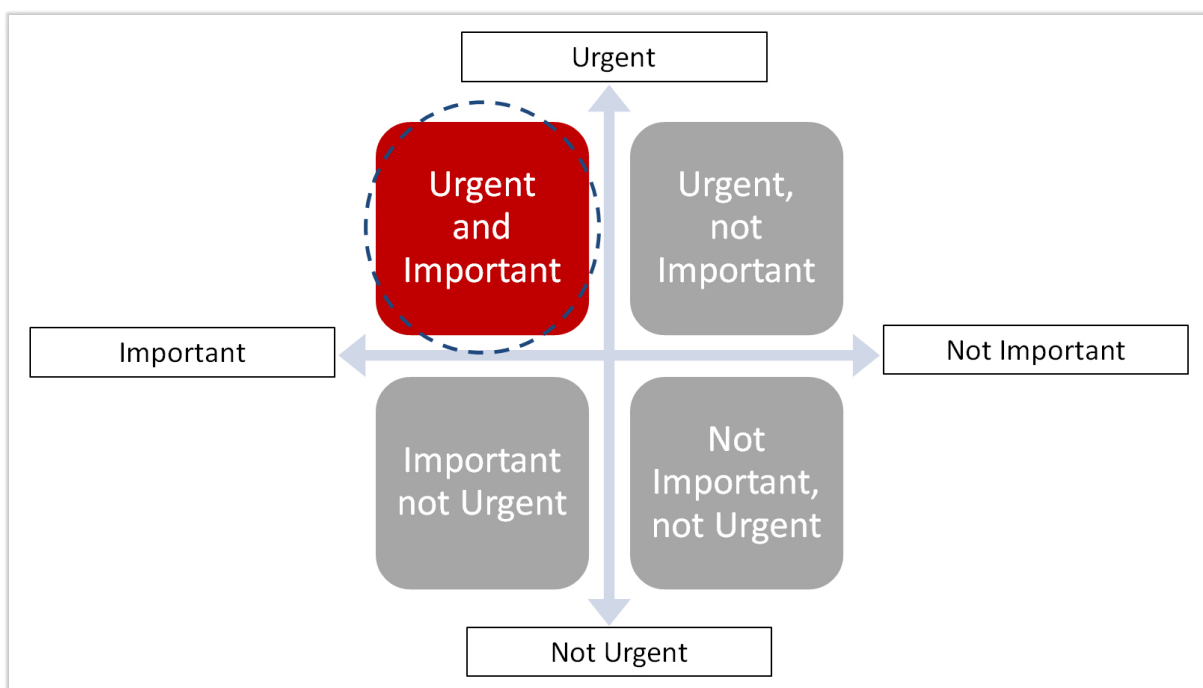 Urgent
Urgent
and
Important
Urgent,
not
Important
Important
Not Important
Important
not Urgent
Not
Important,
not Urgent
Not Urgent